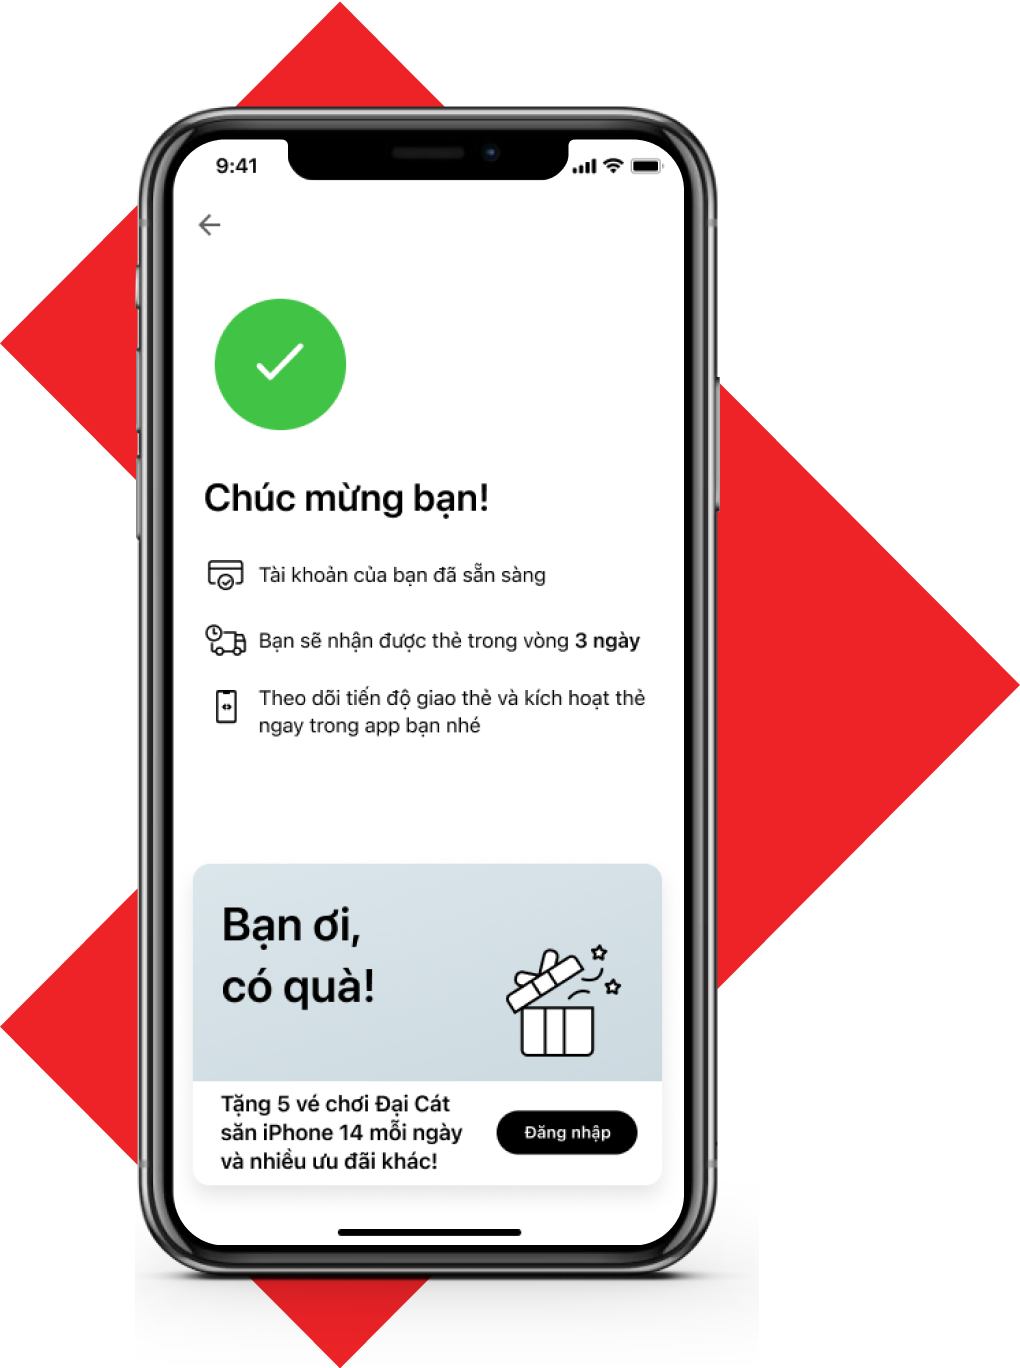 9:41
Chúc mừng bạn!
Tài khoản của bạn đã sẵn sàng
Bạn sẽ nhận được thẻ trong vòng 3 ngày
Theo dõi tiến độ giao thẻ và kích hoạt thẻ
ngay trong app bạn nhé
Bạn ơi,
có quà!
Tặng 5 vé chơi Đại Cát
săn iPhone 14 mỗi ngày
và nhiều ưu đãi khác!
Đăng nhập